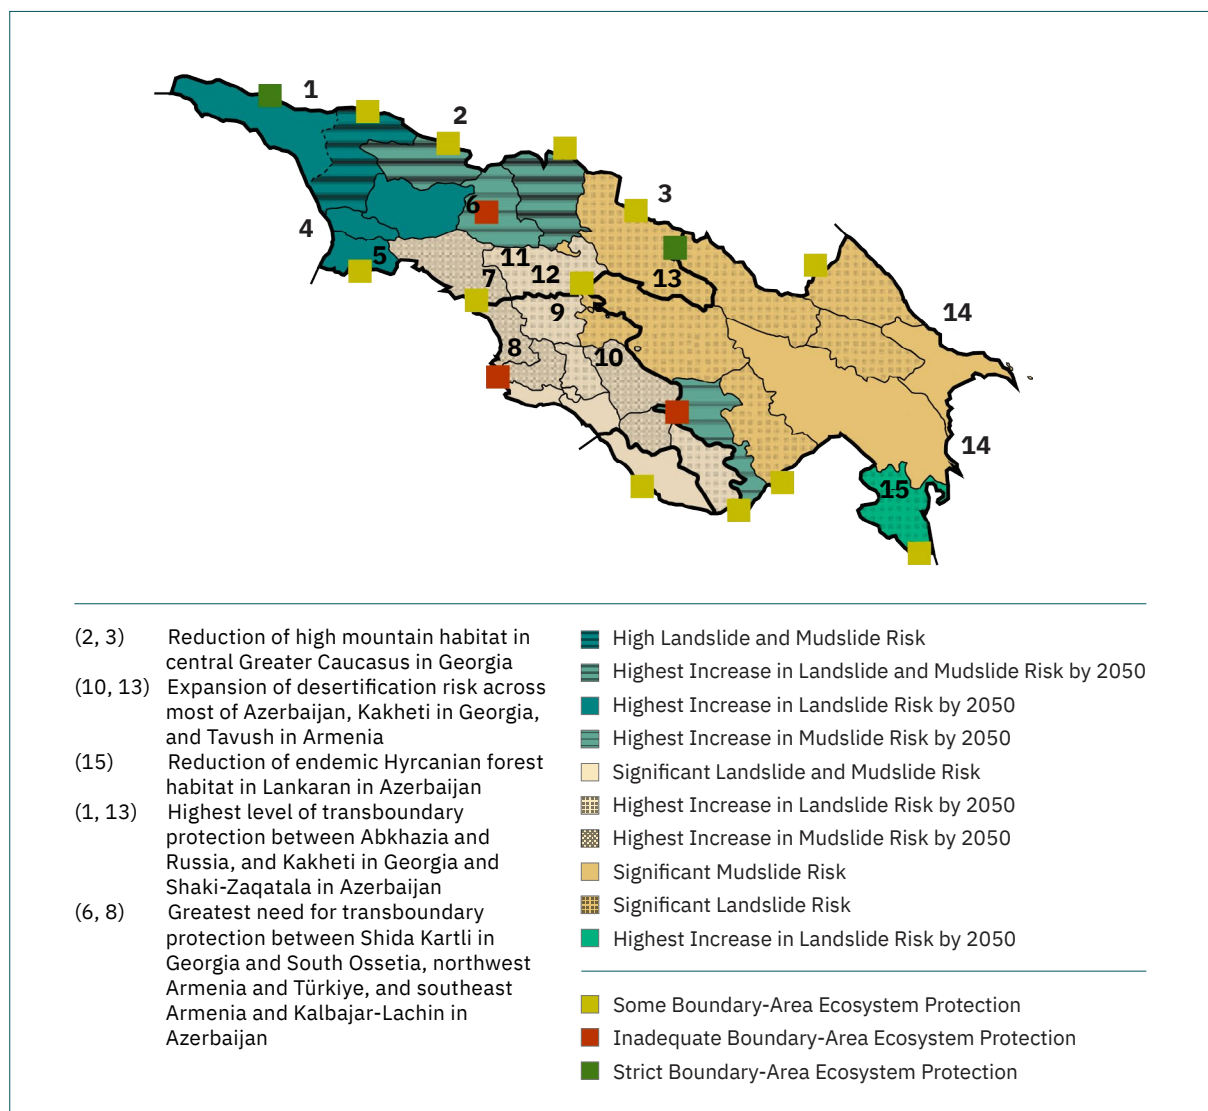 1
2
3
4
5
6
7
8
9
10
11
12
13
14
14
15
(2, 3) Reduction of high mountain habitat in
central Greater Caucasus in Georgia
(10, 13) Expansion of desertification risk across
most of Azerbaijan, Kakheti in Georgia,
and Tavush in Armenia
(15) Reduction of endemic Hyrcanian forest
habitat in Lankaran in Azerbaijan
(1, 13) Highest level of transboundary
protection between Abkhazia and
Russia, and Kakheti in Georgia and
Shaki-Zaqatala in Azerbaijan
(6, 8) Greatest need for transboundary
protection between Shida Kartli in
Georgia and South Ossetia, northwest
Armenia and Türkiye, and southeast
Armenia and Kalbajar-Lachin in
Azerbaijan
High Landslide and Mudslide Risk
Highest Increase in Landslide and Mudslide Risk by 2050
Highest Increase in Landslide Risk by 2050
Highest Increase in Mudslide Risk by 2050
Significant Landslide and Mudslide Risk
Highest Increase in Landslide Risk by 2050
Highest Increase in Mudslide Risk by 2050
Significant Mudslide Risk
Significant Landslide Risk
Highest Increase in Landslide Risk by 2050
Some Boundary-Area Ecosystem Protection
Inadequate Boundary-Area Ecosystem Protection
Strict Boundary-Area Ecosystem Protection